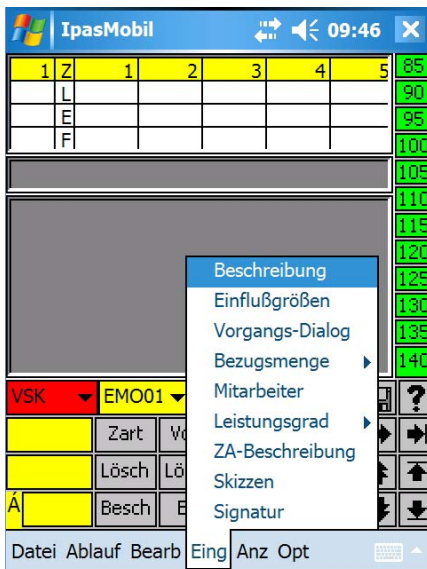 IpasMobil 09:46
1 Z 1 2 3 4 5 85
L 90
E 95
F 100
105
110
115
120
Beschreibung 125
Einflußgrößen 130
Vorgangs-Dialog 135
Bezugsmenge 140
VSK EMO01 Mitarbeiter ?
Zart Leistungsgrad
ZA-Beschreibung
Lösch Skizzen
Á Besch Signatur
Datei Ablauf Bearb Eing Anz Opt